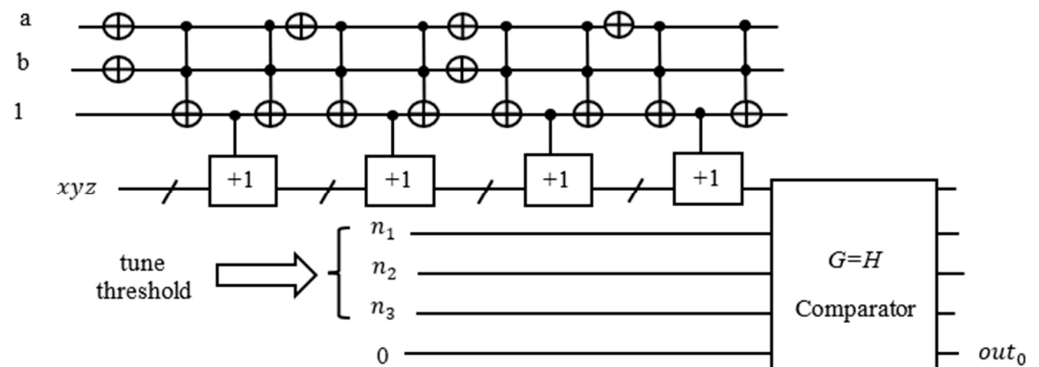 a
b
1
xyz
+1 +1 +1 +1
tune
threshold
n₁
n₂
n₃
0
G=H
Comparator
out₀